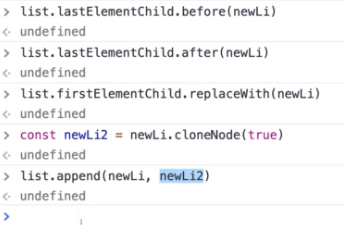 > list.lastElementChild.before(newLi)
< undefined
> list.lastElementChild.after(newLi)
< undefined
> list.firstElementChild.replaceWith(newLi)
< undefined
> const newLi2 = newLi.cloneNode(true)
< undefined
> list.append(newLi, newLi2)
< undefined
>